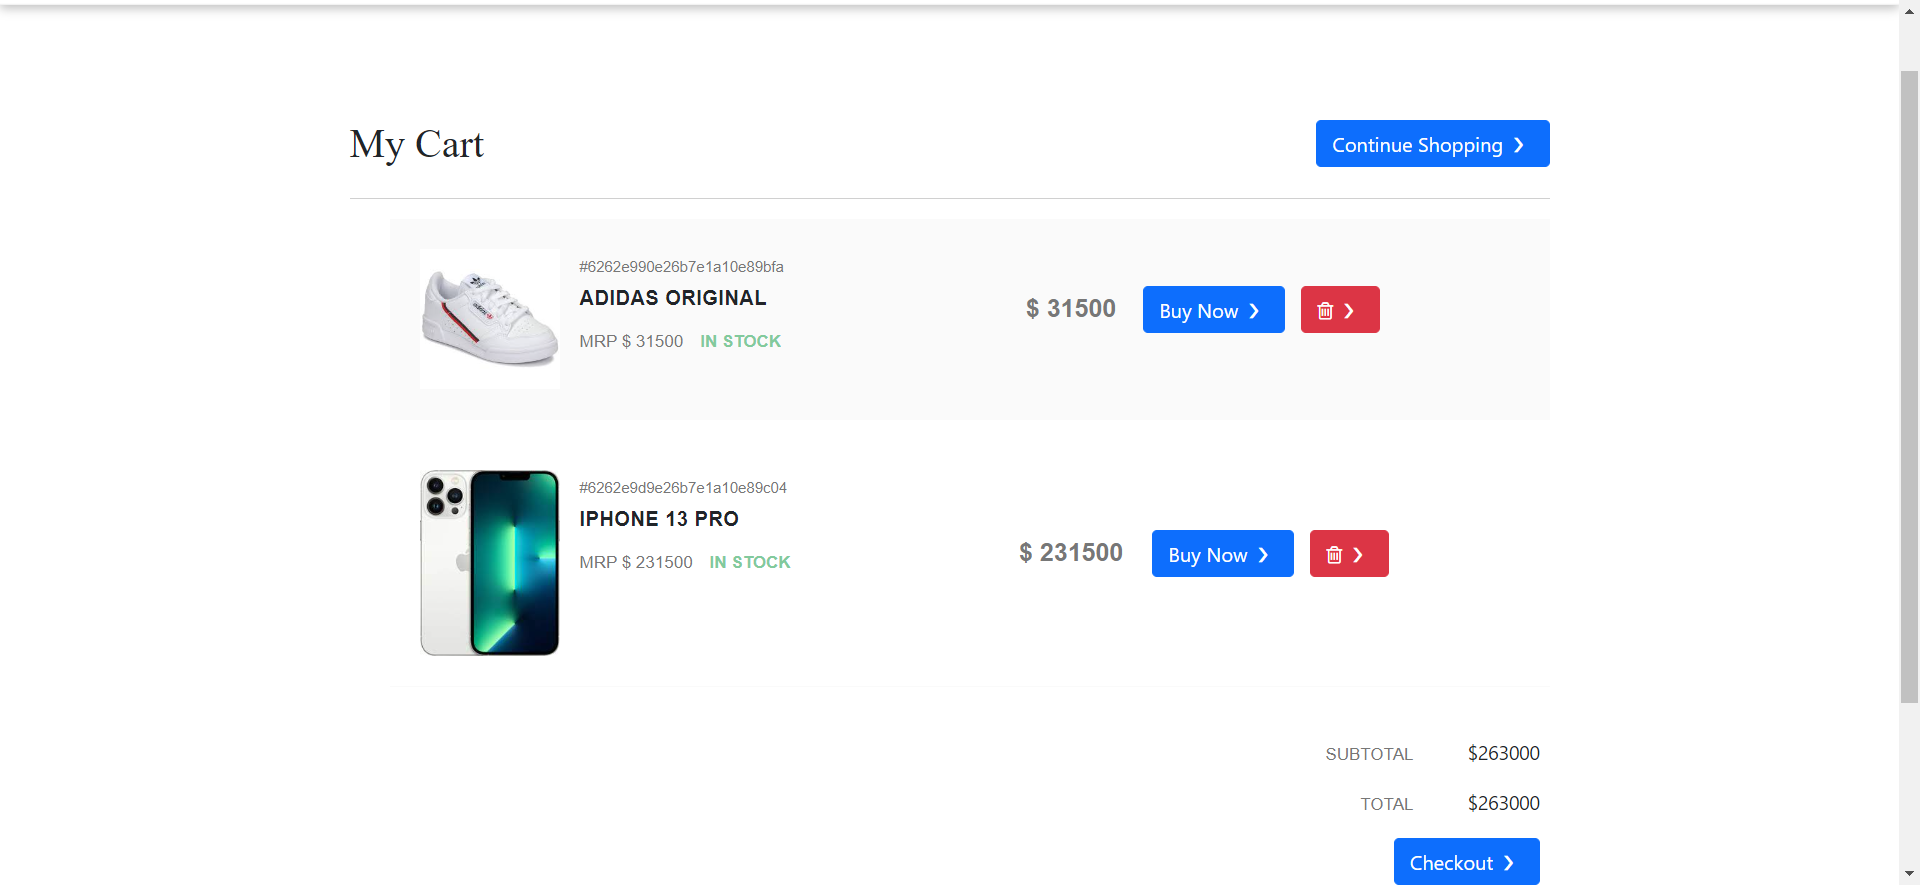 My Cart
Continue Shopping ❯
#6262e990e26b7e1a10e89bfa
ADIDAS ORIGINAL
MRP $ 31500 IN STOCK
$ 31500
Buy Now ❯
❯
#6262e9d9e26b7e1a10e89c04
IPHONE 13 PRO
MRP $ 231500 IN STOCK
$ 231500
Buy Now ❯
❯
SUBTOTAL $263000
TOTAL $263000
Checkout ❯